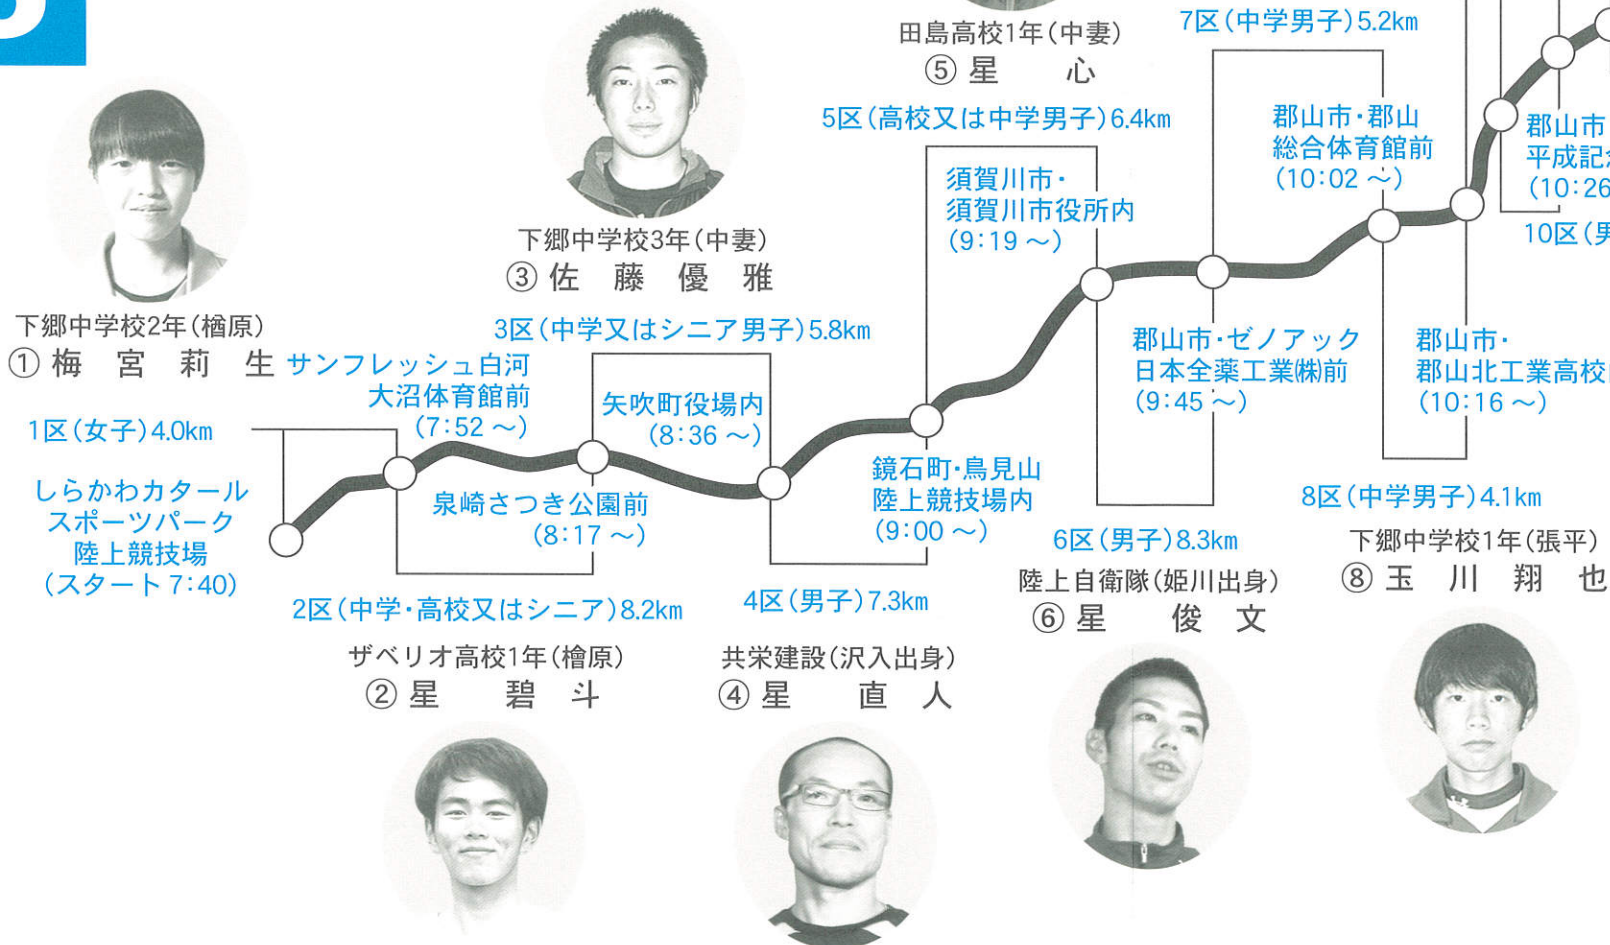 下郷中学校2年(楢原)
① 梅 宮 莉 生
1区(女子)4.0km
しらかわカタール
スポーツパーク
陸上競技場
(スタート 7:40)
サンフレッシュ白河
大沼体育館前
(7:52 ～)
2区(中学・高校又はシニア)8.2km
ザベリオ高校1年(檜原)
② 星 碧 斗
泉崎さつき公園前
(8:17 ～)
下郷中学校3年(中妻)
③ 佐 藤 優 雅
3区(中学又はシニア男子)5.8km
矢吹町役場内
(8:36 ～)
4区(男子)7.3km
共栄建設(沢入出身)
④ 星 直 人
鏡石町・鳥見山
陸上競技場内
(9:00 ～)
田島高校1年(中妻)
⑤ 星 心
5区(高校又は中学男子)6.4km
須賀川市・
須賀川市役所内
(9:19 ～)
6区(男子)8.3km
陸上自衛隊(姫川出身)
⑥ 星 俊 文
郡山市・ゼノアック
日本全薬工業㈱前
(9:45 ～)
7区(中学男子)5.2km
郡山市・郡山
総合体育館前
(10:02 ～)
8区(中学男子)4.1km
下郷中学校1年(張平)
⑧ 玉 川 翔 也
郡山市・
郡山北工業高校
(10:16 ～)
郡山市
平成記念
(10:26
10区(男